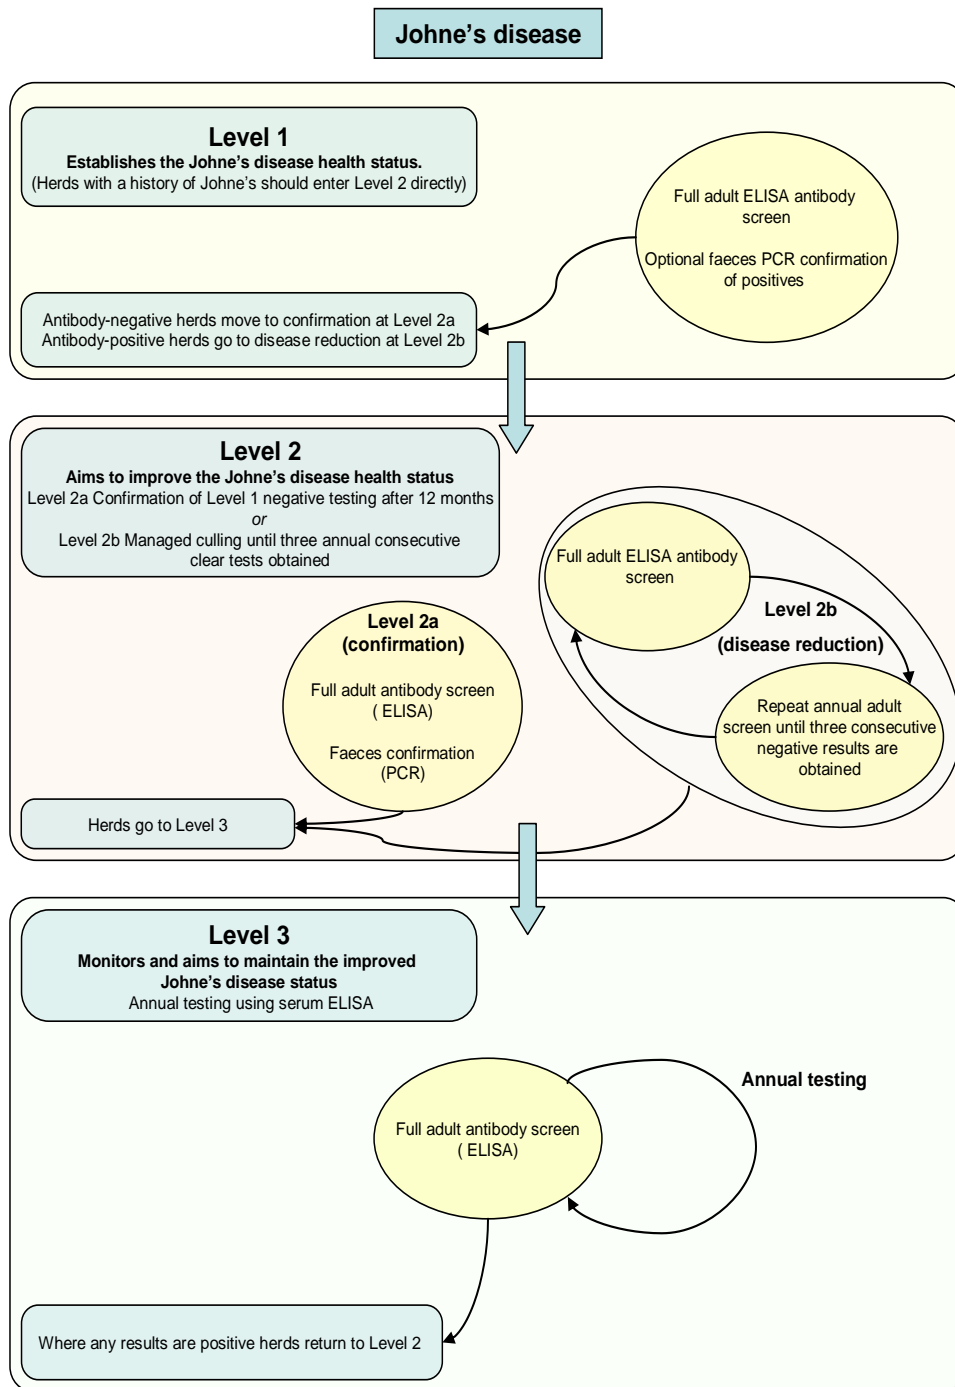 Johne's disease
Level 1
Establishes the Johne's disease health status.
(Herds with a history of Johne's should enter Level 2 directly)
Full adult ELISA antibody
screen
Optional faeces PCR confirmation
of positives
Antibody-negative herds move to confirmation at Level 2a
Antibody-positive herds go to disease reduction at Level 2b
Level 2
Aims to improve the Johne's disease health status
Level 2a Confirmation of Level 1 negative testing after 12 months
or
Level 2b Managed culling until three annual consecutive
clear tests obtained
Full adult ELISA antibody
screen
Level 2b
(disease reduction)
Repeat annual adult
screen until three consecutive
negative results are
obtained
Level 2a
(confirmation)
Full adult antibody screen
( ELISA)
Faeces confirmation
(PCR)
Herds go to Level 3
Level 3
Monitors and aims to maintain the improved
Johne's disease status
Annual testing using serum ELISA
Annual testing
Full adult antibody screen
( ELISA)
Where any results are positive herds return to Level 2